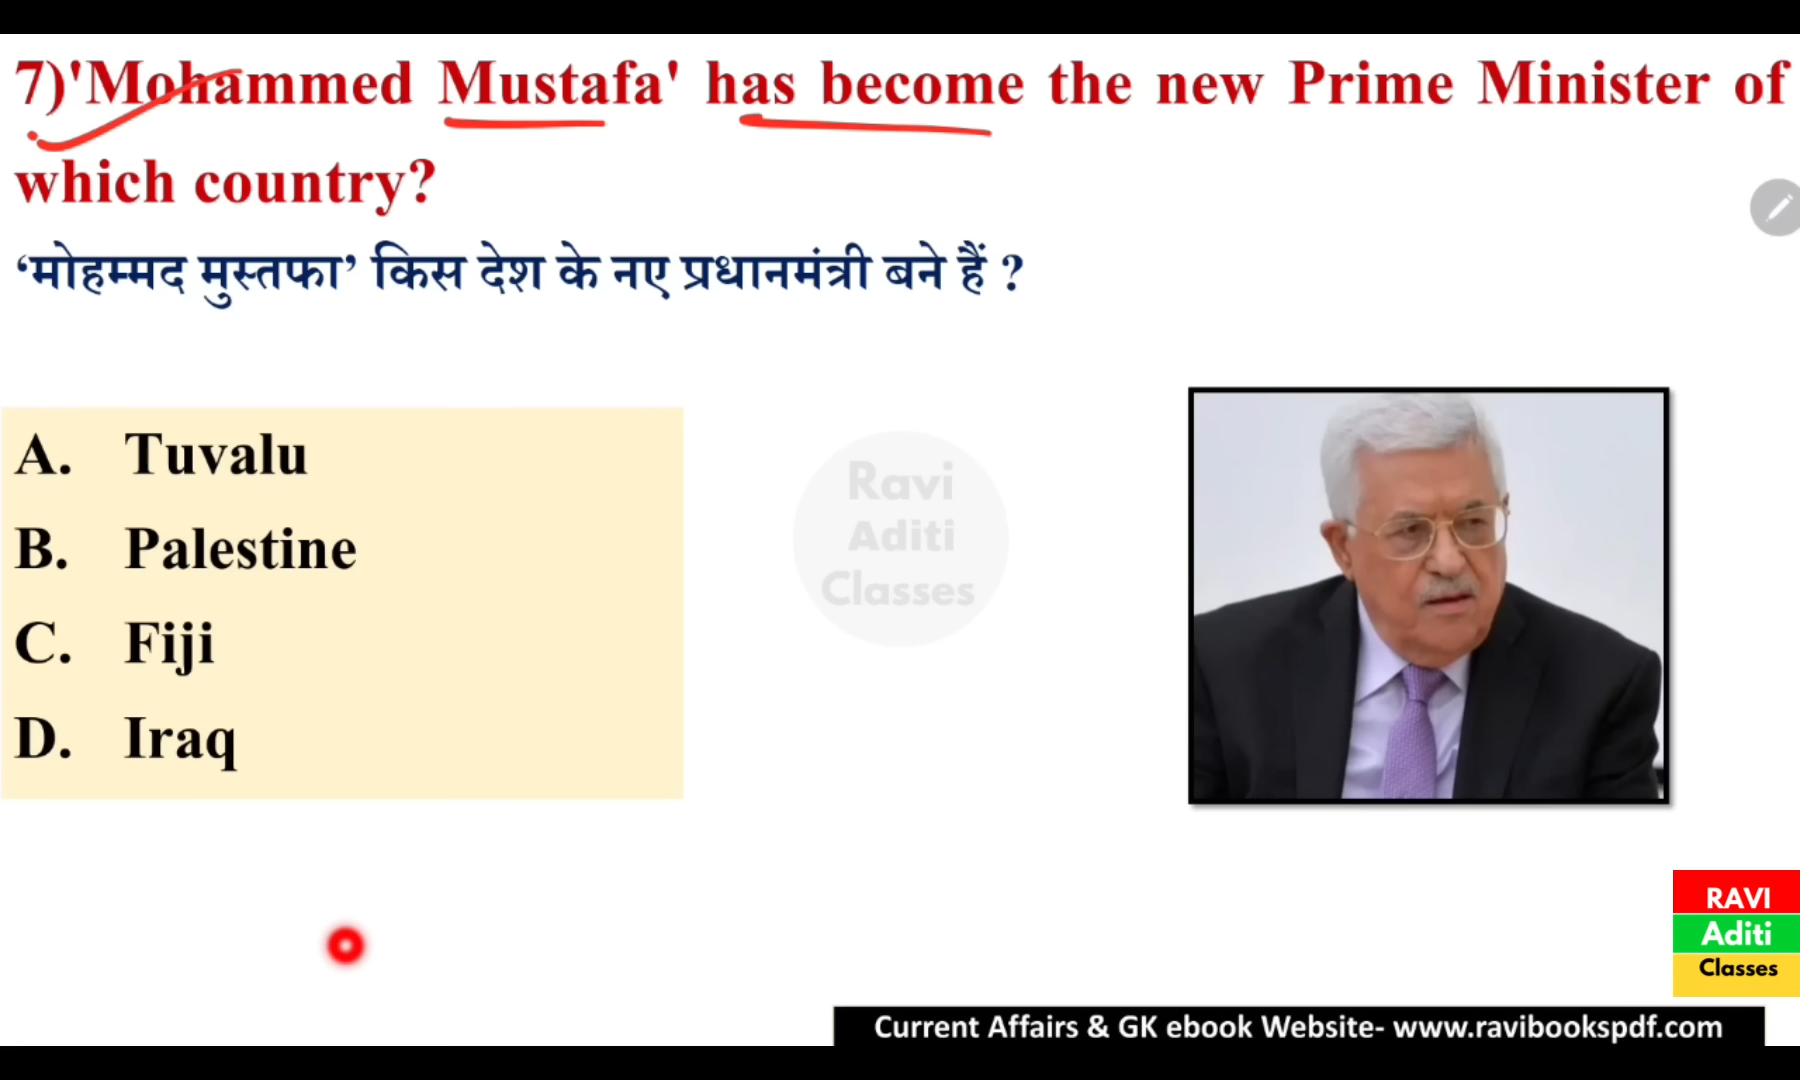 7)'Mohammed Mustafa' has become the new Prime Minister of
which country?
‘मोहम्मद मुस्तफा’ किस देश के नए प्रधानमंत्री बने हैं ?
A. Tuvalu
B. Palestine
C. Fiji
D. Iraq
Ravi
Aditi
Classes
RAVI
Aditi
Classes
Current Affairs & GK ebook Website- www.ravibookspdf.com